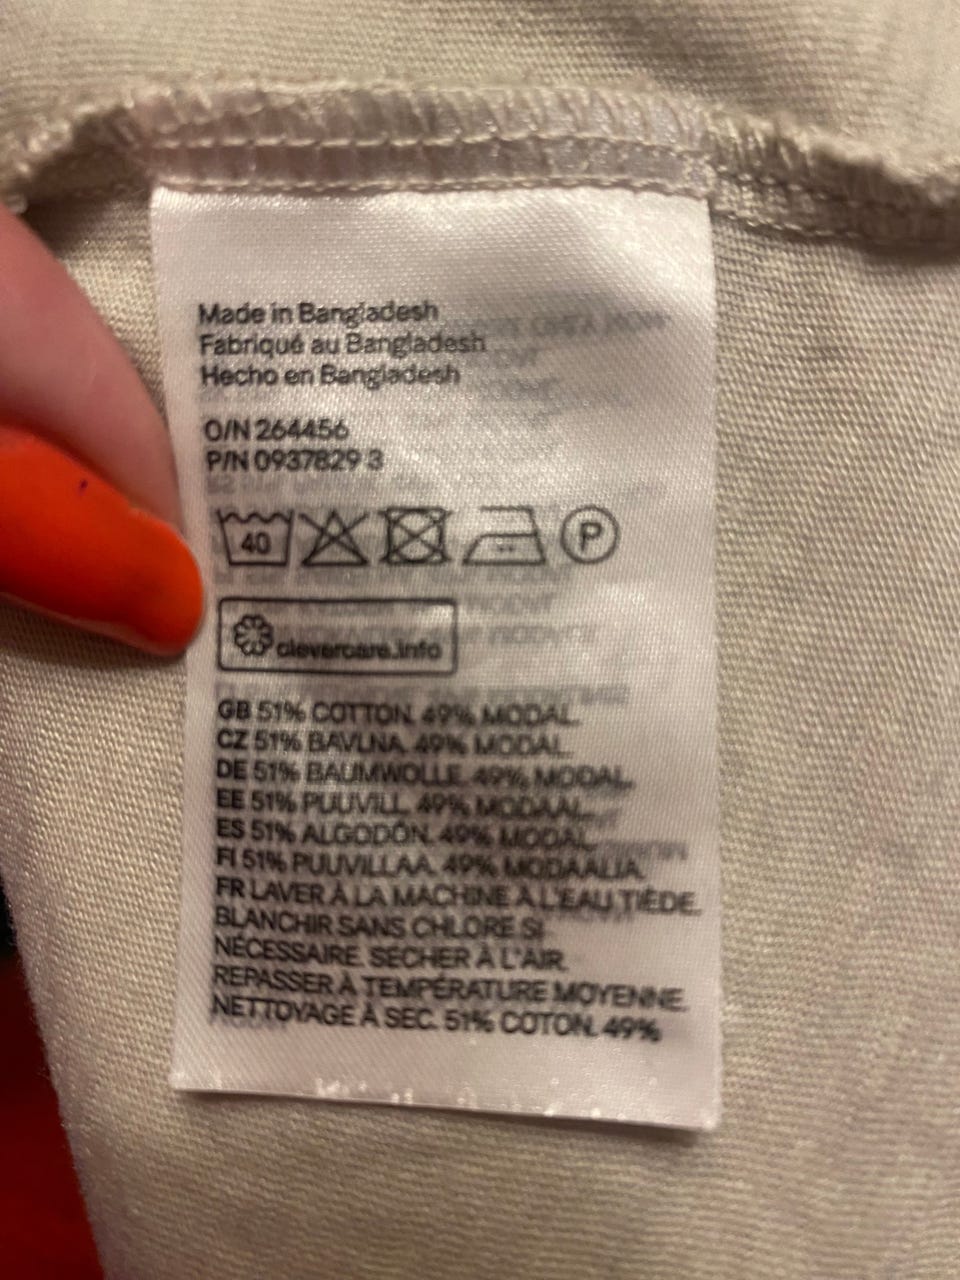 Made in Bangladesh
Fabriqué au Bangladesh
Hecho en Bangladesh
O/N 264456
P/N 0937829 3
40
P
clevercare.info
GB 51% COTTON. 49% MODAL.
CZ 51% BAVLNA. 49% MODAL.
DE 51% BAUMWOLLE. 49% MODAL.
EE 51% PUUVILL. 49% MODAAL.
ES 51% ALGODÓN. 49% MODAL.
FI 51% PUUVILLAA. 49% MODAALIA.
FR LAVER À LA MACHINE À L'EAU TIÈDE.
BLANCHIR SANS CHLORE SI
NÉCESSAIRE. SÉCHER À L'AIR.
REPASSER À TEMPÉRATURE MOYENNE.
NETTOYAGE À SEC. 51% COTON. 49%